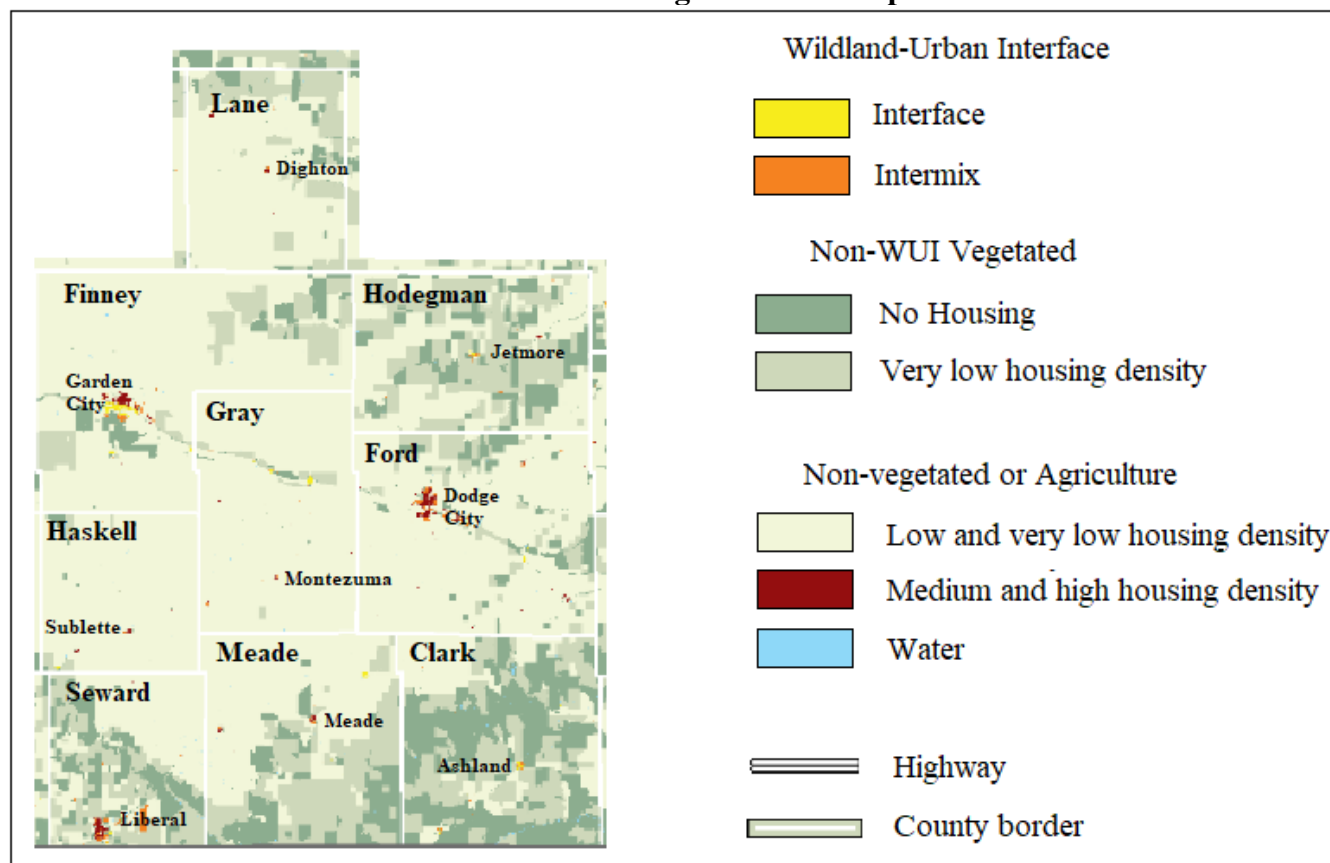 Lane
Dighton
Finney
Hodegman
Jetmore
Garden
City
Gray
Ford
Dodge
City
Haskell
Montezuma
Sublette
Meade
Clark
Seward
Meade
Ashland
Liberal
Wildland-Urban Interface
Interface
Intermix
Non-WUI Vegetated
No Housing
Very low housing density
Non-vegetated or Agriculture
Low and very low housing density
Medium and high housing density
Water
Highway
County border